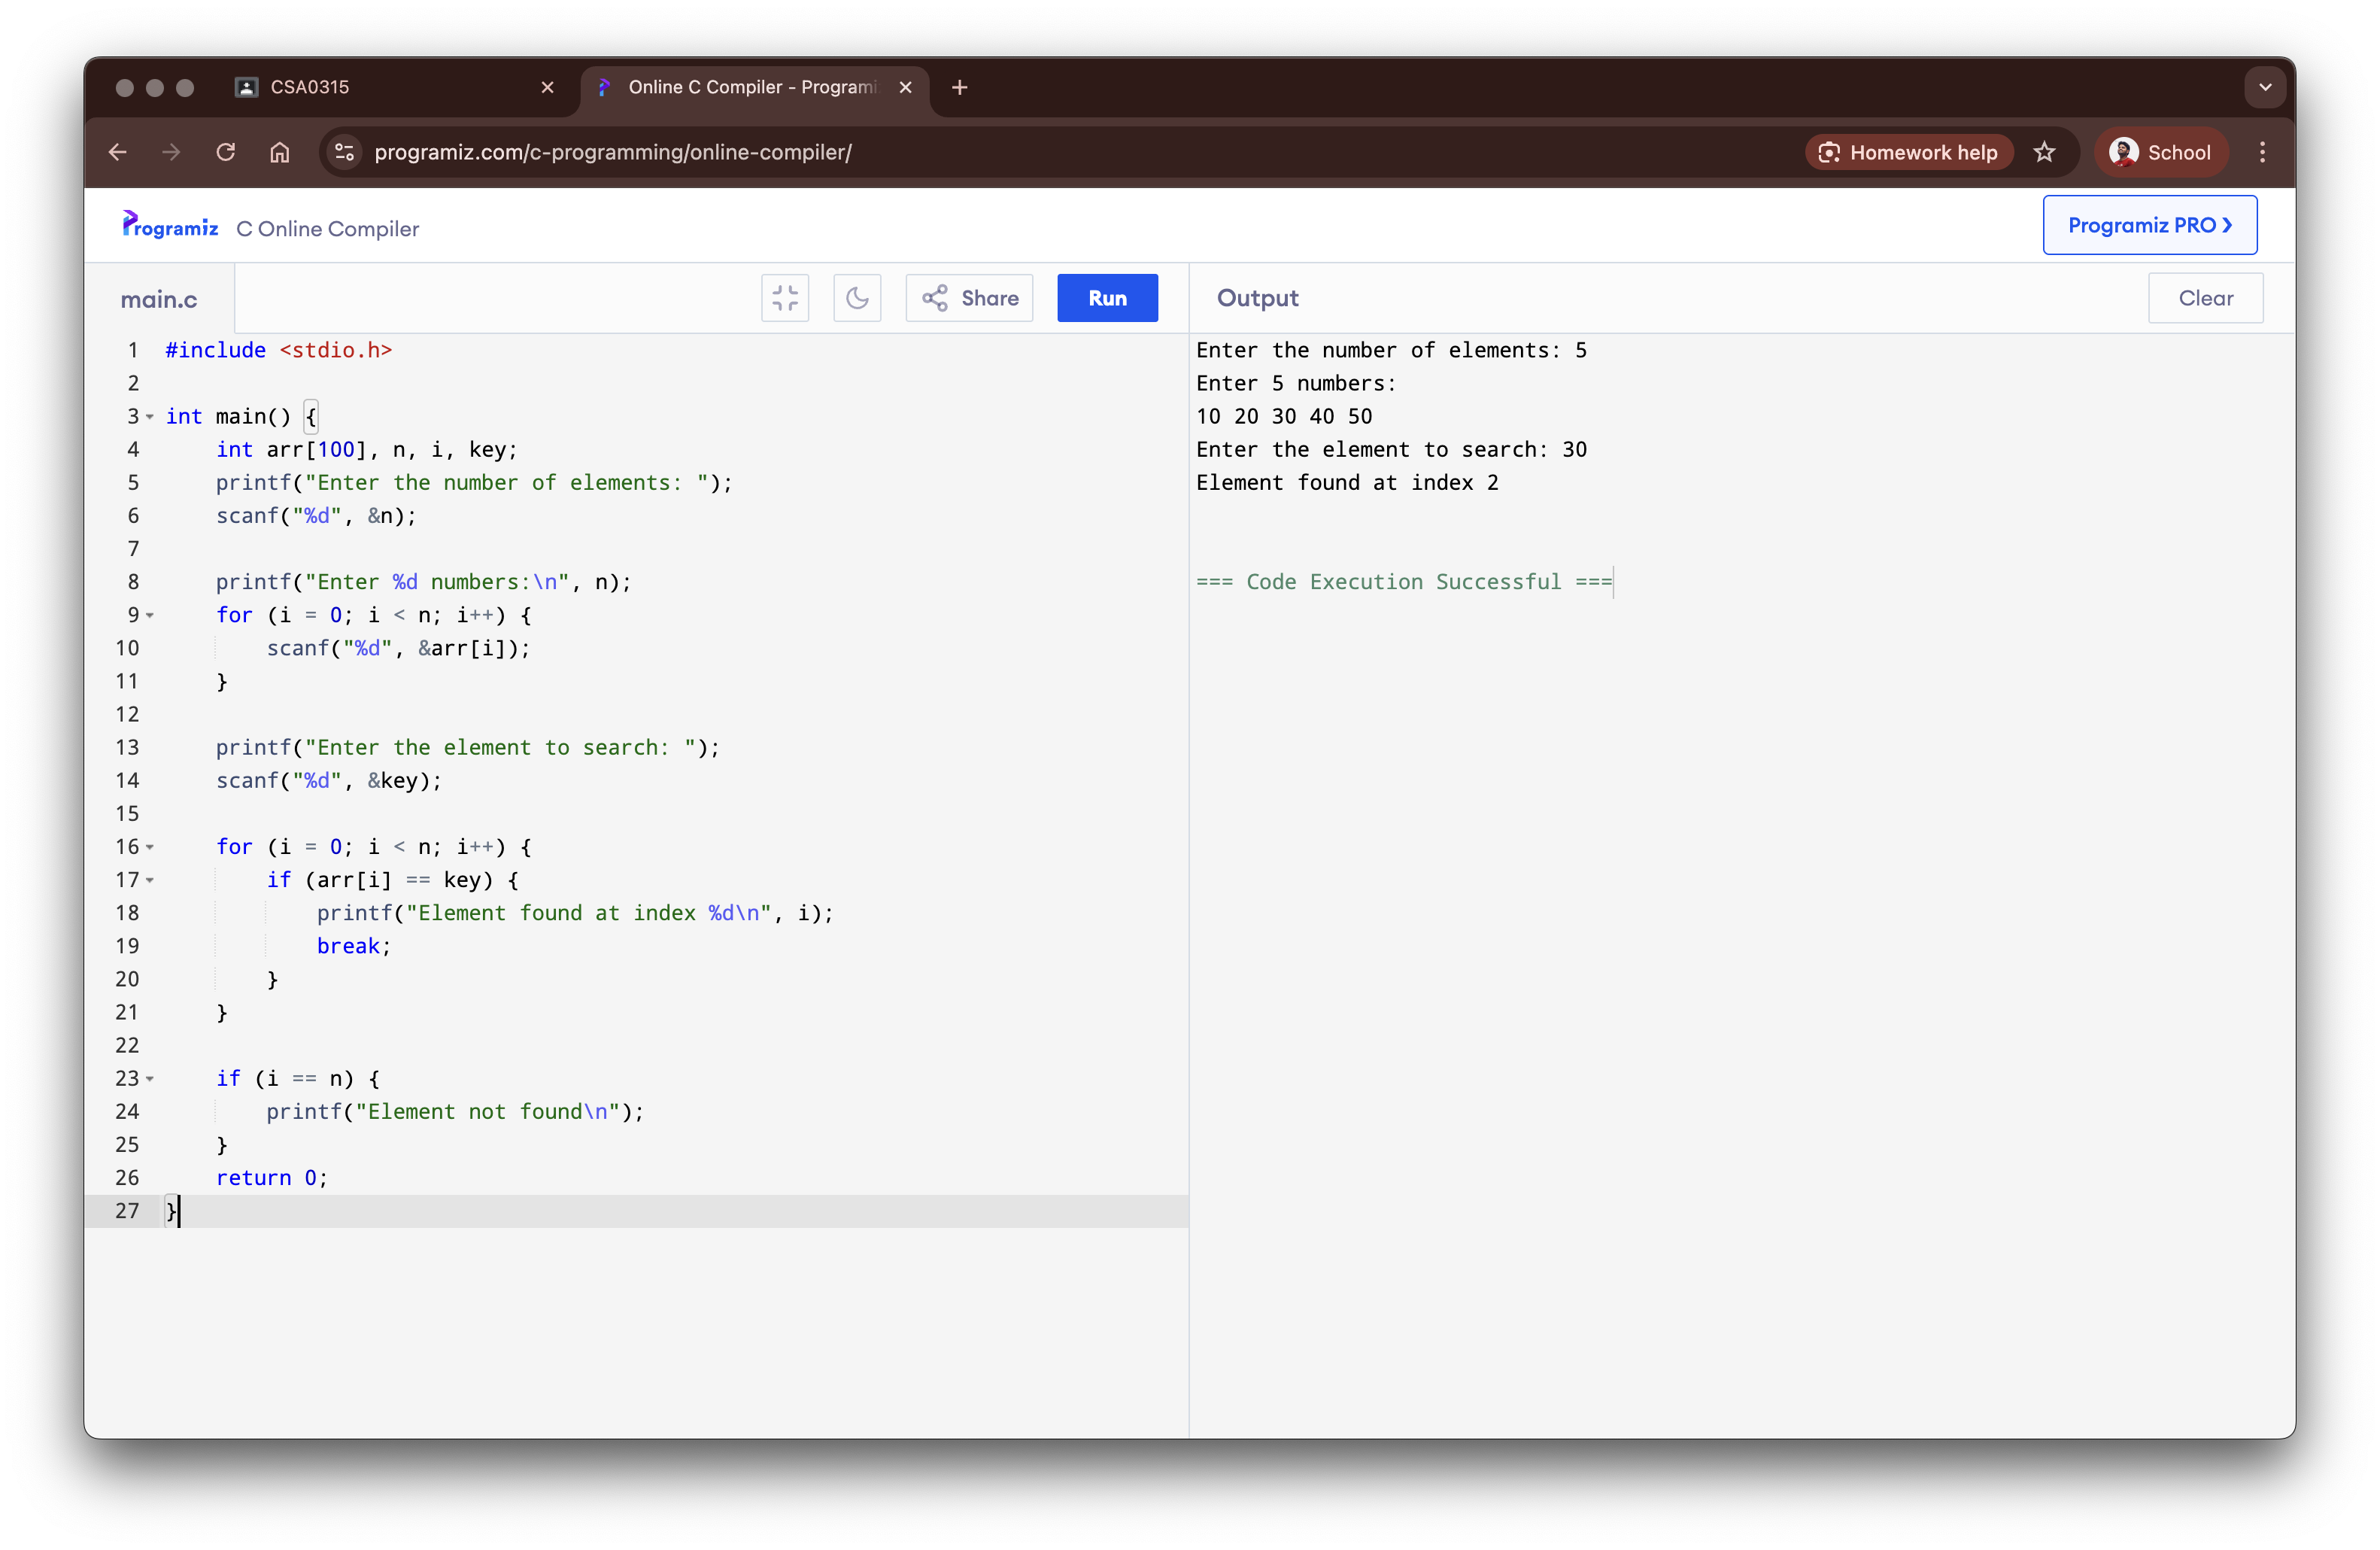 CSA0315
Online C Compiler - Programi
programiz.com/c-programming/online-compiler/
Homework help
School
Programiz C Online Compiler
Programiz PRO ❯
main.c
Share
Run
Output
Clear
1 #include <stdio.h>
2
3 int main() {
4     int arr[100], n, i, key;
5     printf("Enter the number of elements: ");
6     scanf("%d", &n);
7
8     printf("Enter %d numbers:\n", n);
9     for (i = 0; i < n; i++) {
10         scanf("%d", &arr[i]);
11     }
12
13     printf("Enter the element to search: ");
14     scanf("%d", &key);
15
16     for (i = 0; i < n; i++) {
17         if (arr[i] == key) {
18             printf("Element found at index %d\n", i);
19             break;
20         }
21     }
22
23     if (i == n) {
24         printf("Element not found\n");
25     }
26     return 0;
27 }
Enter the number of elements: 5
Enter 5 numbers:
10 20 30 40 50
Enter the element to search: 30
Element found at index 2
=== Code Execution Successful ===